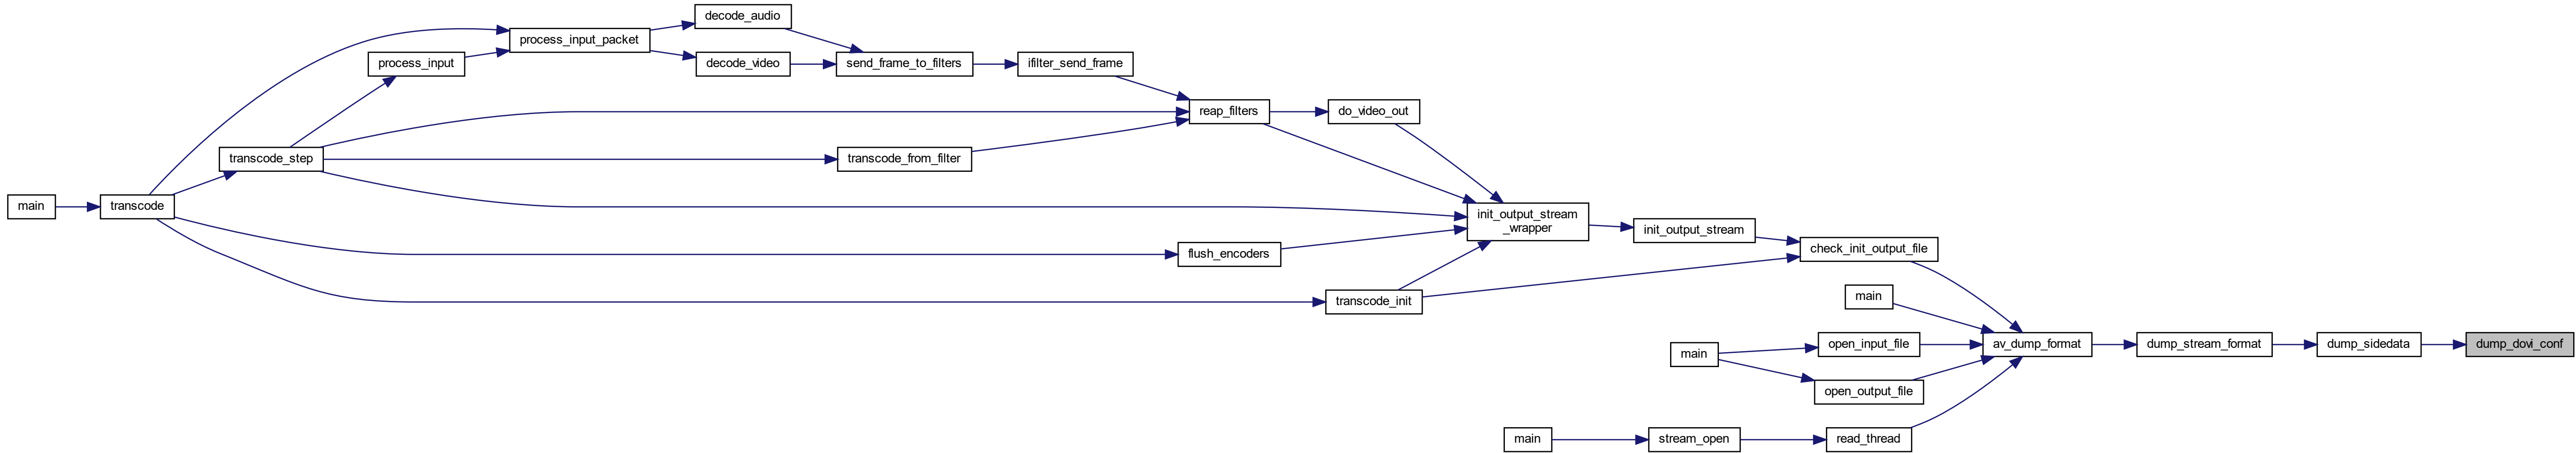 decode_audio
process_input_packet
process_input
decode_video
send_frame_to_filters
ifilter_send_frame
reap_filters
do_video_out
transcode_step
transcode_from_filter
main
transcode
init_output_stream
_wrapper
init_output_stream
check_init_output_file
flush_encoders
transcode_init
main
main
open_input_file
av_dump_format
dump_stream_format
dump_sidedata
dump_dovi_conf
open_output_file
main
stream_open
read_thread